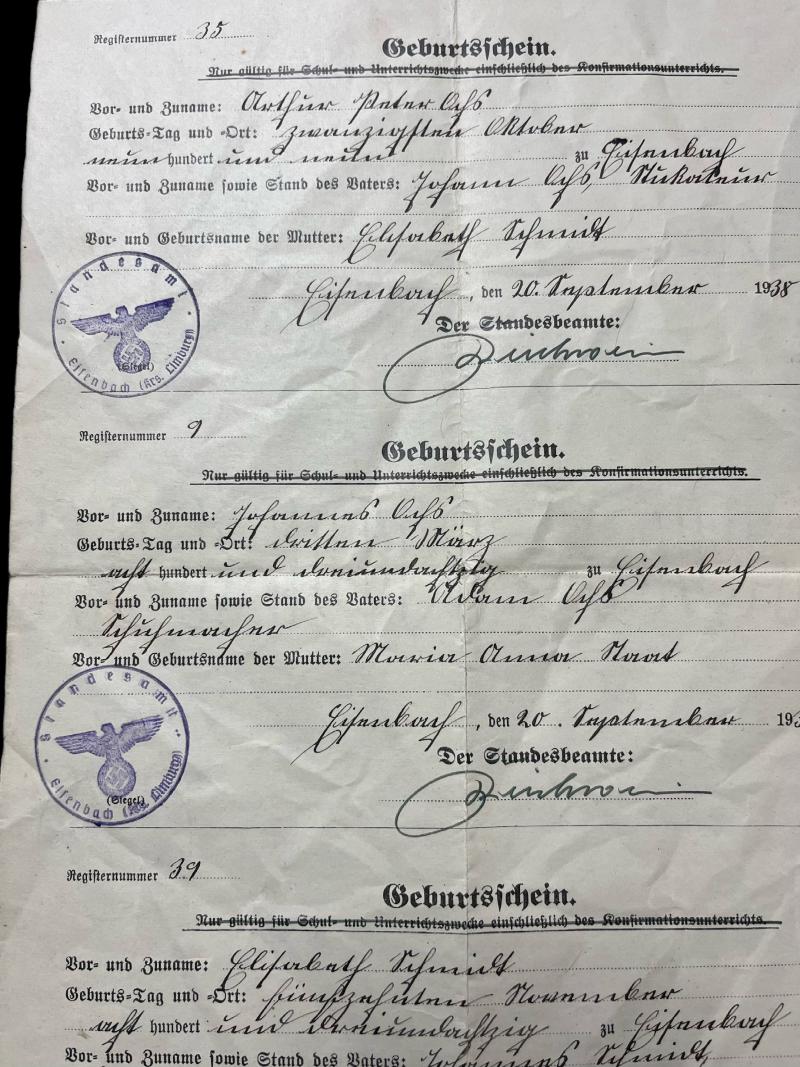 Registernummer 35
Geburtsschein.
Nur gültig für Schul- und Unterrichtszwecke einschließlich des Konfirmationsunterrichts.
Vor- und Zuname: Arthur Peter Ochs
Geburts-Tag und -Ort: zwanzigsten Oktober
neun hundert und neun zu Eisenbach
Vor- und Zuname sowie Stand des Vaters: Johann Ochs, Stukateur
Vor- und Geburtsname der Mutter: Elisabeth Schmidt
Eisenbach, den 20. September 1938
Der Standesbeamte:
Standesamt
Eisenbach (Krs. Limburg)
(Siegel)
Registernummer 9
Geburtsschein.
Nur gültig für Schul- und Unterrichtszwecke einschließlich des Konfirmationsunterrichts.
Vor- und Zuname: Johannes Ochs
Geburts-Tag und -Ort: dritten März
acht hundert und dreiundachtzig zu Eisenbach
Vor- und Zuname sowie Stand des Vaters: Adam Ochs
Schuhmacher
Vor- und Geburtsname der Mutter: Maria Anna Staat
Eisenbach, den 20. September 193
Der Standesbeamte:
Standesamt
Eisenbach (Krs. Limburg)
(Siegel)
Registernummer 39
Geburtsschein.
Nur gültig für Schul- und Unterrichtszwecke einschließlich des Konfirmationsunterrichts.
Vor- und Zuname: Elisabeth Schmidt
Geburts-Tag und -Ort: fünfzehnten November
acht hundert und dreiundachtzig zu Eisenbach
Vor- und Zuname sowie Stand des Vaters: Johannes Schmidt,